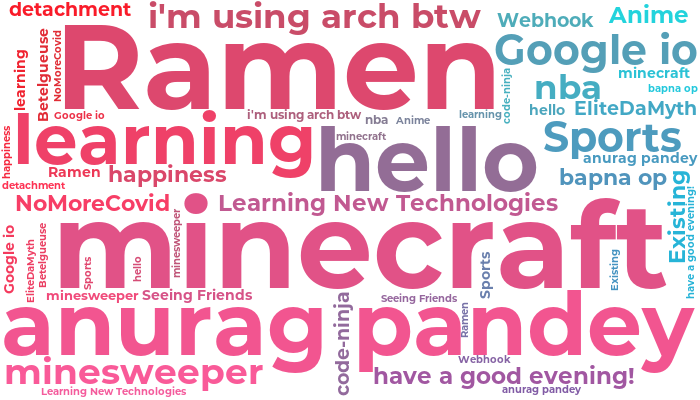 detachment
i'm using arch btw
Webhook
Anime
Ramen
Google io
learning
Betelgueuse
NoMoreCovid
code-ninja
nba
minecraft
bapna op
Google io
i'm using arch btw
nba
Anime
learning
hello
EliteDaMyth
happiness
learning
minecraft
hello
Sports
anurag pandey
Ramen
happiness
bapna op
detachment
NoMoreCovid
Learning New Technologies
Existing
have a good evening!
Google io
EliteDaMyth
Betelgueuse
minecraft
Sports
hello
minesweeper
Sports
Existing
minesweeper
Seeing Friends
code-ninja
Seeing Friends
Ramen
anurag pandey
minesweeper
Webhook
have a good evening!
Learning New Technologies
anurag pandey